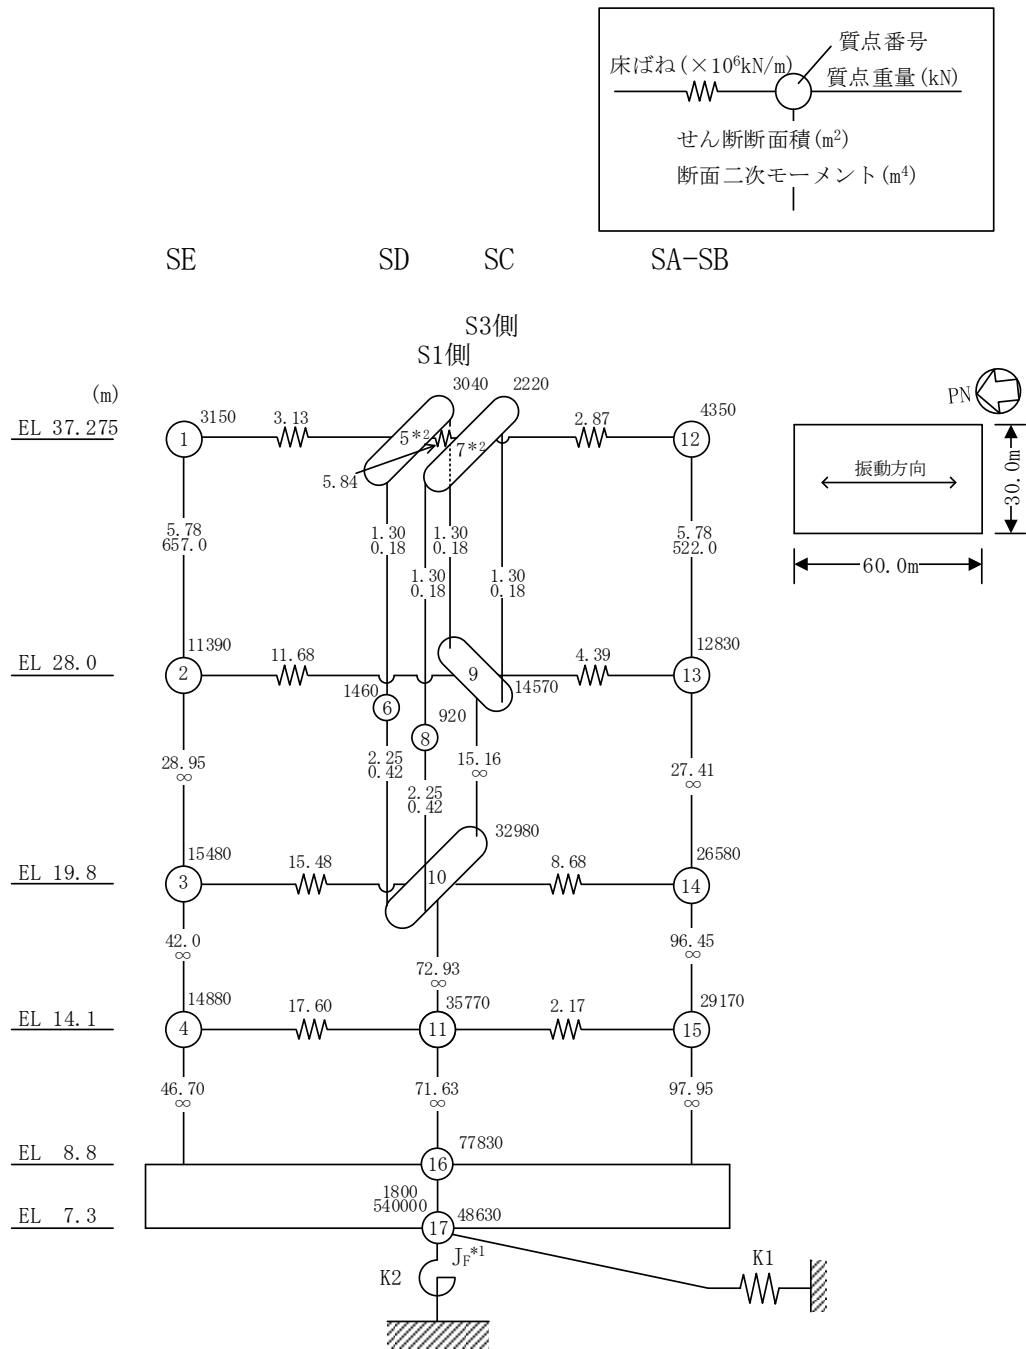 質点番号
床ばね(×10⁶kN/m)
質点重量(kN)
せん断断面積(m²)
断面二次モーメント(m⁴)
SE SD SC SA-SB
S3側
S1側
(m)
3040 2220
PN
EL 37.275
3150 3.13 2.87 4350
1 5*² 7*² 12
5.84
振動方向
30.0m
60.0m
5.78 1.30 1.30 5.78
657.0 0.18 0.18 522.0
1.30 1.30
0.18 0.18
EL 28.0
11390 11.68 4.39 12830
2 9 13
1460 6 14570
920 8
28.95 2.25 15.16 27.41
∞ 0.42 ∞ ∞
2.25
0.42
32980
EL 19.8
15480 15.48 8.68 26580
3 10 14
42.0 72.93 96.45
∞ ∞ ∞
EL 14.1
14880 17.60 35770 2.17 29170
4 11 15
46.70 71.63 97.95
∞ ∞ ∞
EL 8.8
77830
16
1800
540000
EL 7.3
17 48630
K2 J_F*¹ K1